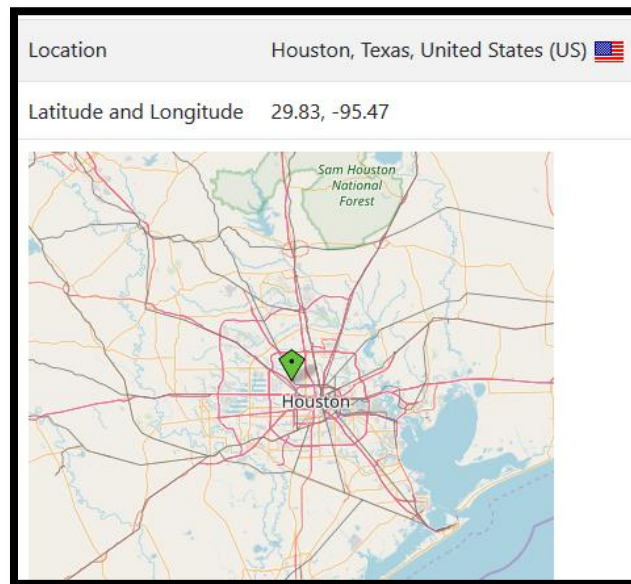 Location Houston, Texas, United States (US)
Latitude and Longitude 29.83, -95.47
Sam Houston
National
Forest
Houston